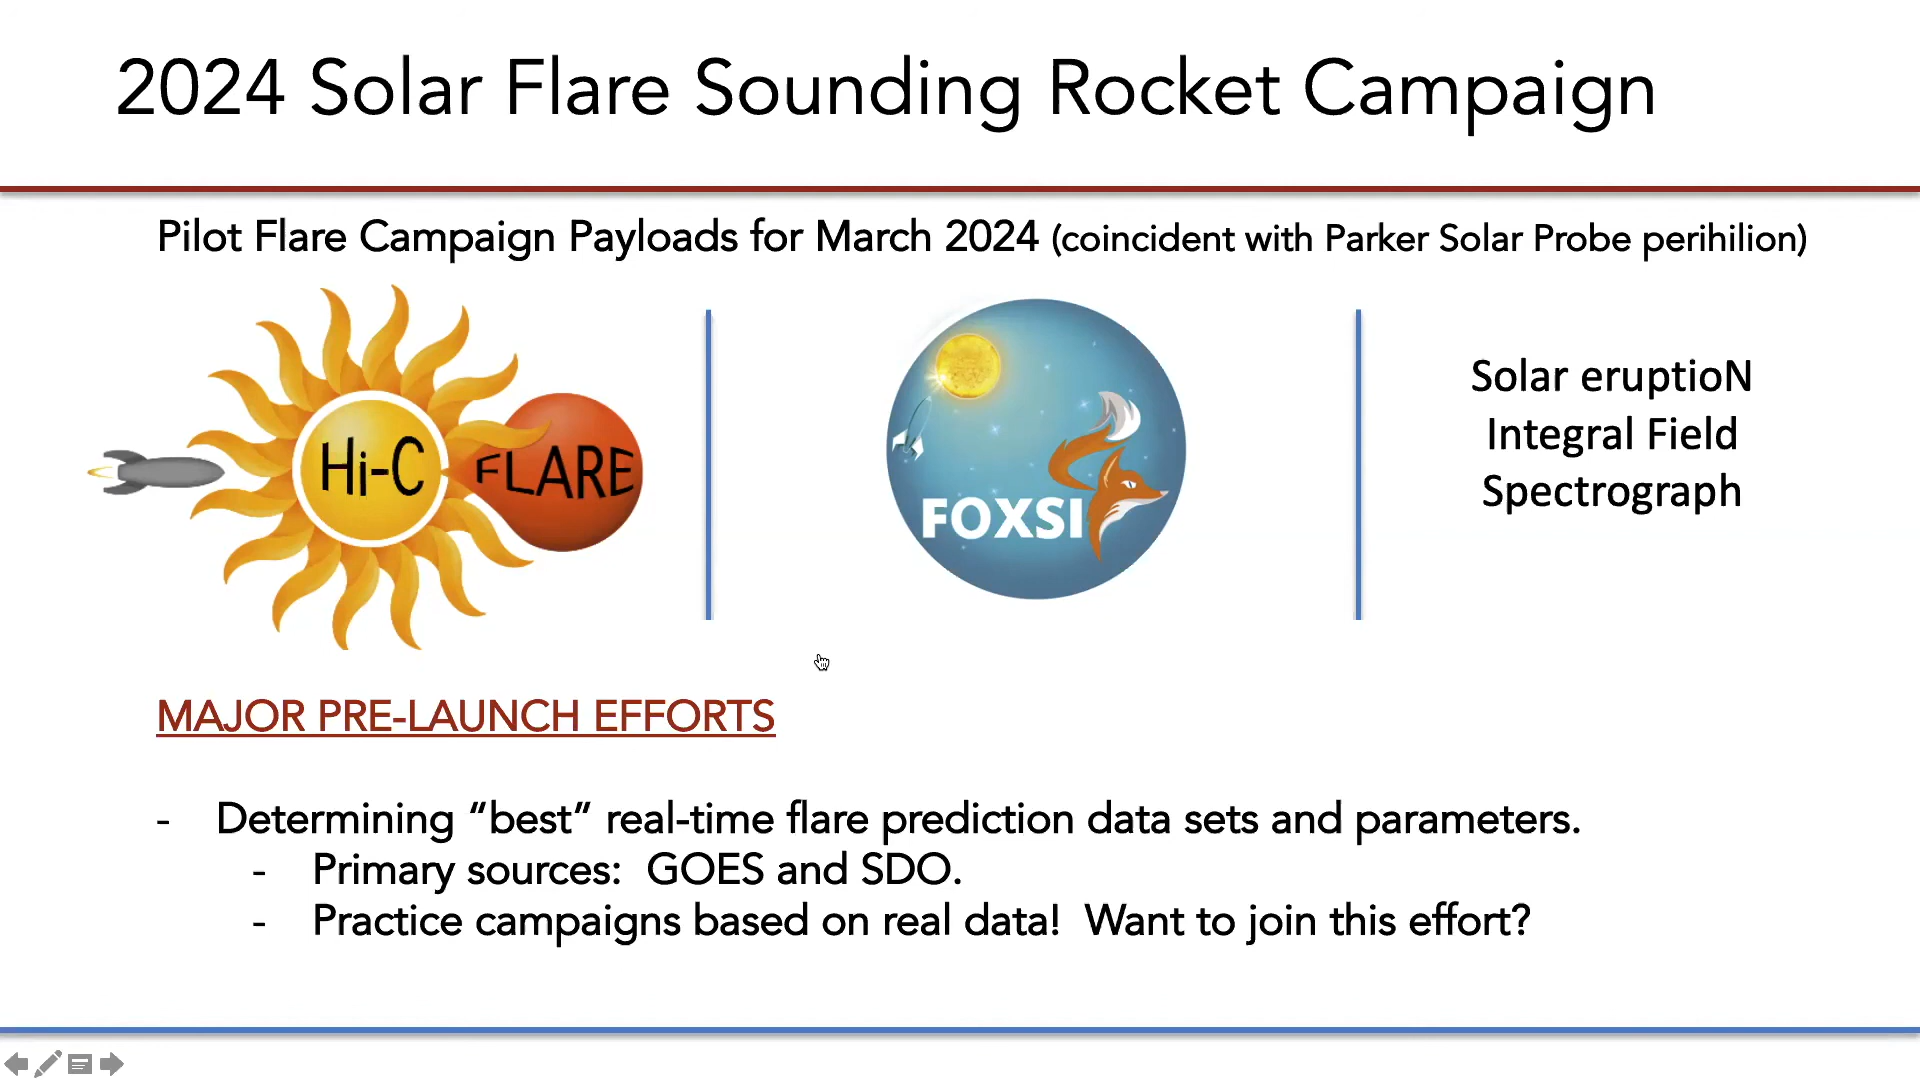 2024 Solar Flare Sounding Rocket Campaign
Pilot Flare Campaign Payloads for March 2024 (coincident with Parker Solar Probe perihilion)
Hi-C FLARE
FOXSI
Solar eruptioN
Integral Field
Spectrograph
MAJOR PRE-LAUNCH EFFORTS
- Determining “best” real-time flare prediction data sets and parameters.
- Primary sources: GOES and SDO.
- Practice campaigns based on real data! Want to join this effort?